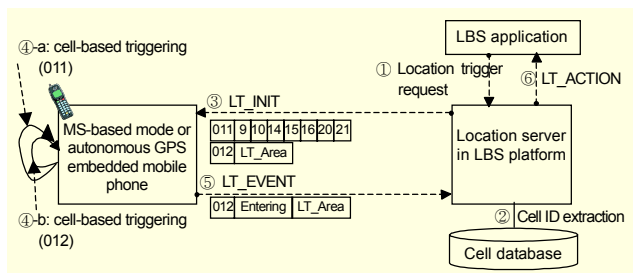 ④-a: cell-based triggering
(011)
LBS application
① Location trigger
request
⑥ LT_ACTION
③ LT_INIT
011 9 10 14 15 16 20 21
012 LT_Area
MS-based mode or
autonomous GPS
embedded mobile
phone
Location server
in LBS platform
⑤ LT_EVENT
012 Entering LT_Area
④-b: cell-based triggering
(012)
② Cell ID extraction
Cell database